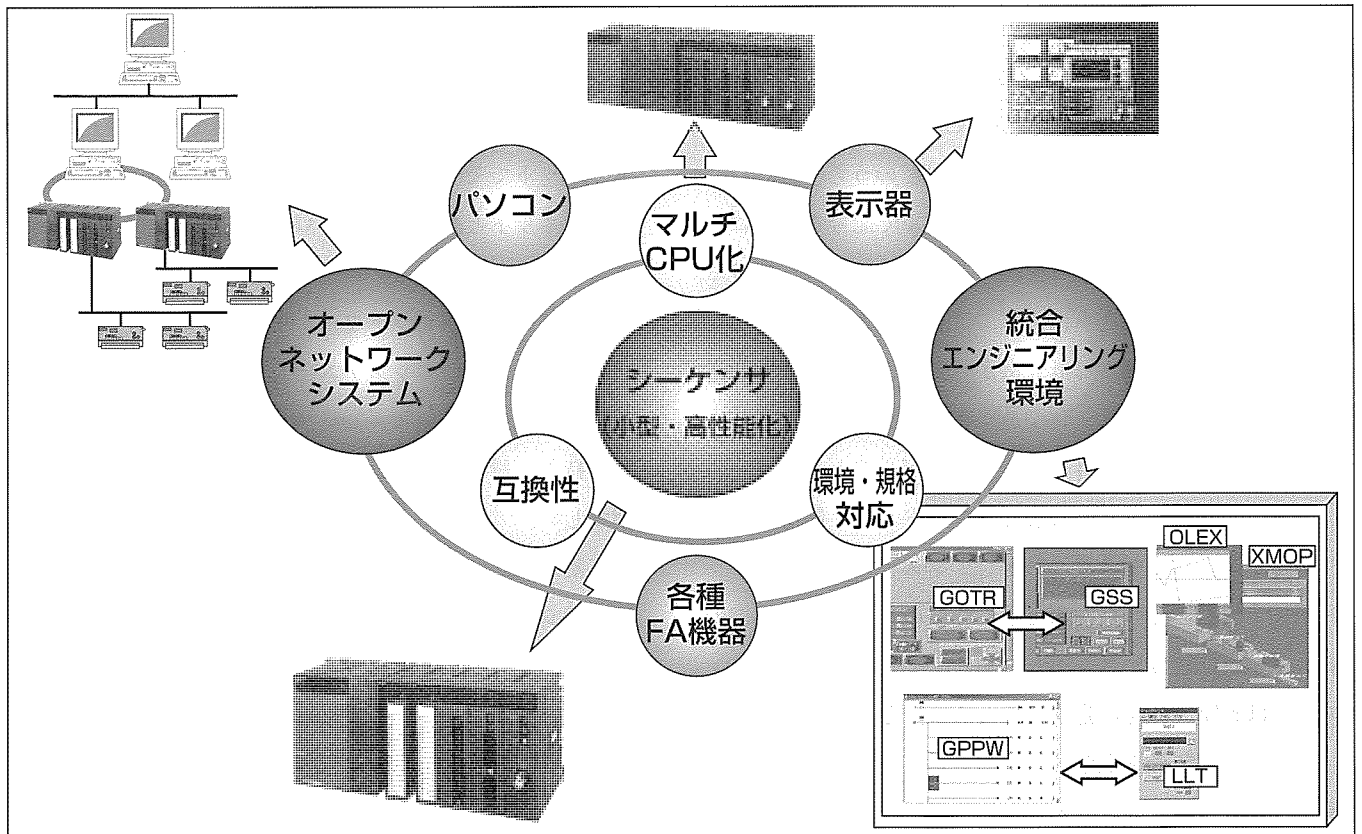 パソコン
マルチ
CPU化
表示器
オープン
ネットワーク
システム
シーケンサ
(小型・高性能化)
統合
エンジニアリング
環境
互換性
環境・規格
対応
各種
FA機器
OLEX
XMOP
GOTR
GSS
GPPW
LLT